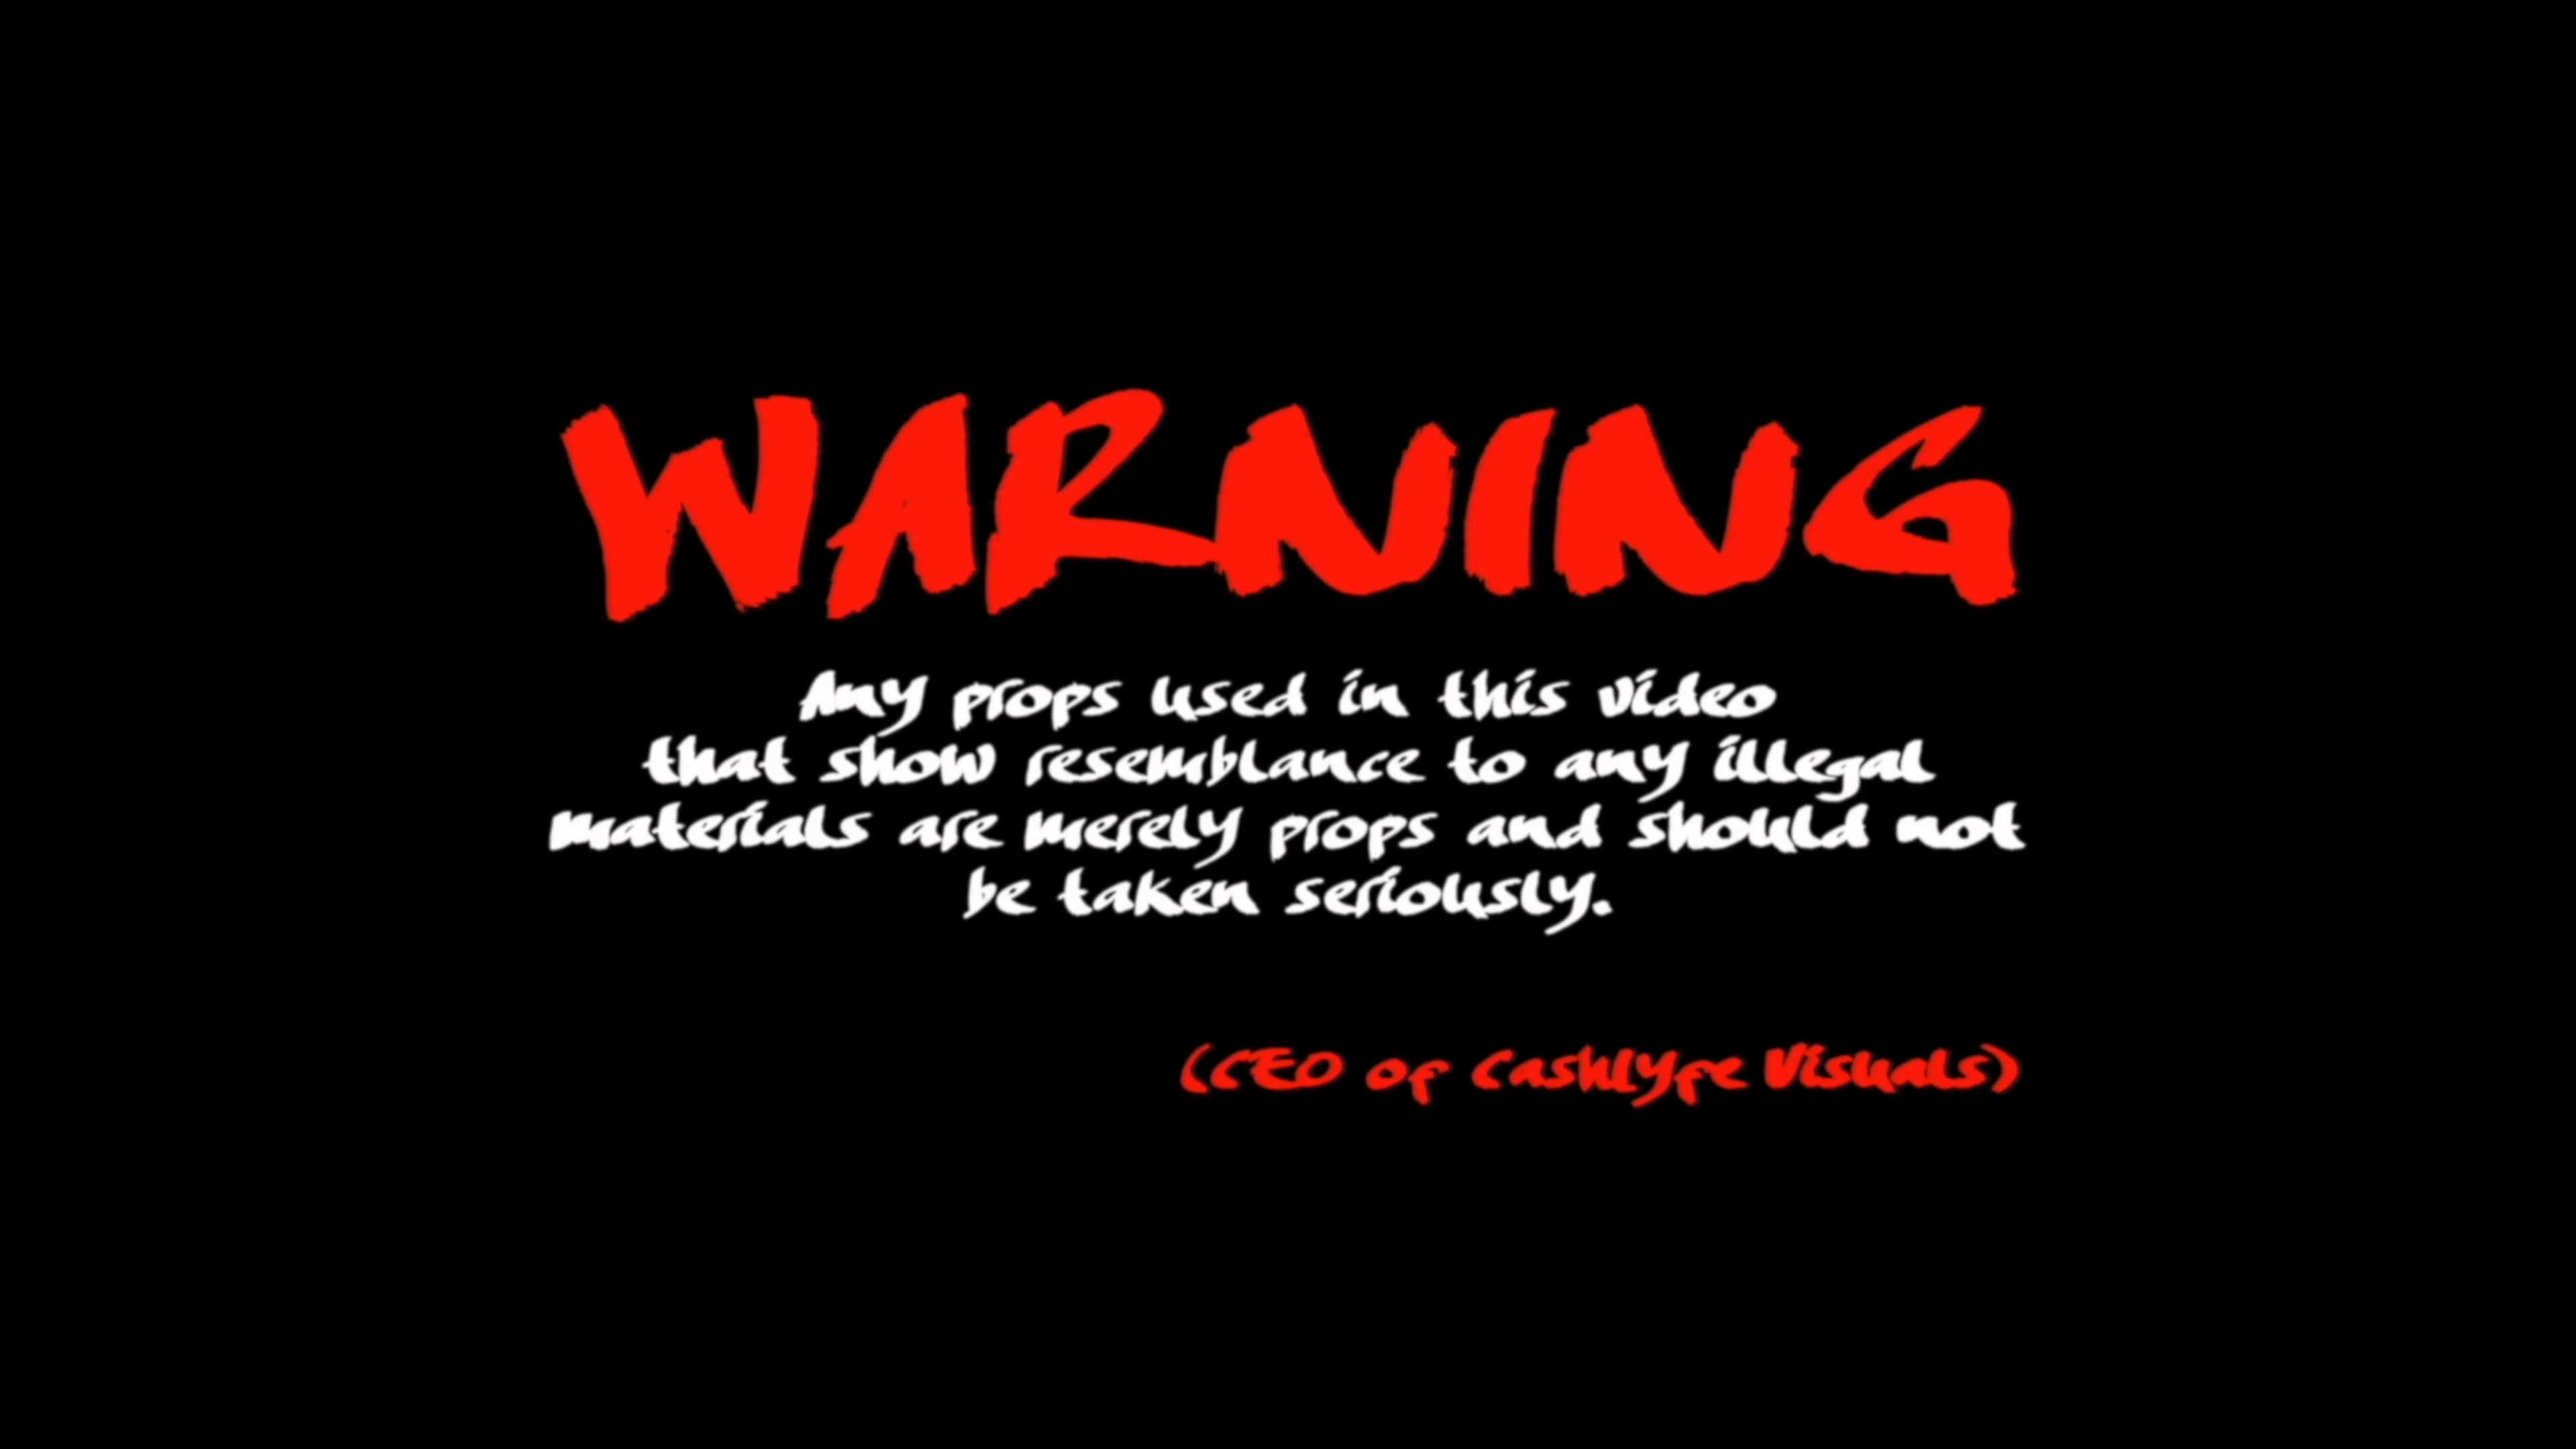 WARNING
Any props used in this video
that show resemblance to any illegal
materials are merely props and should not
be taken seriously.
(CEO of Cashlyfe Visuals)